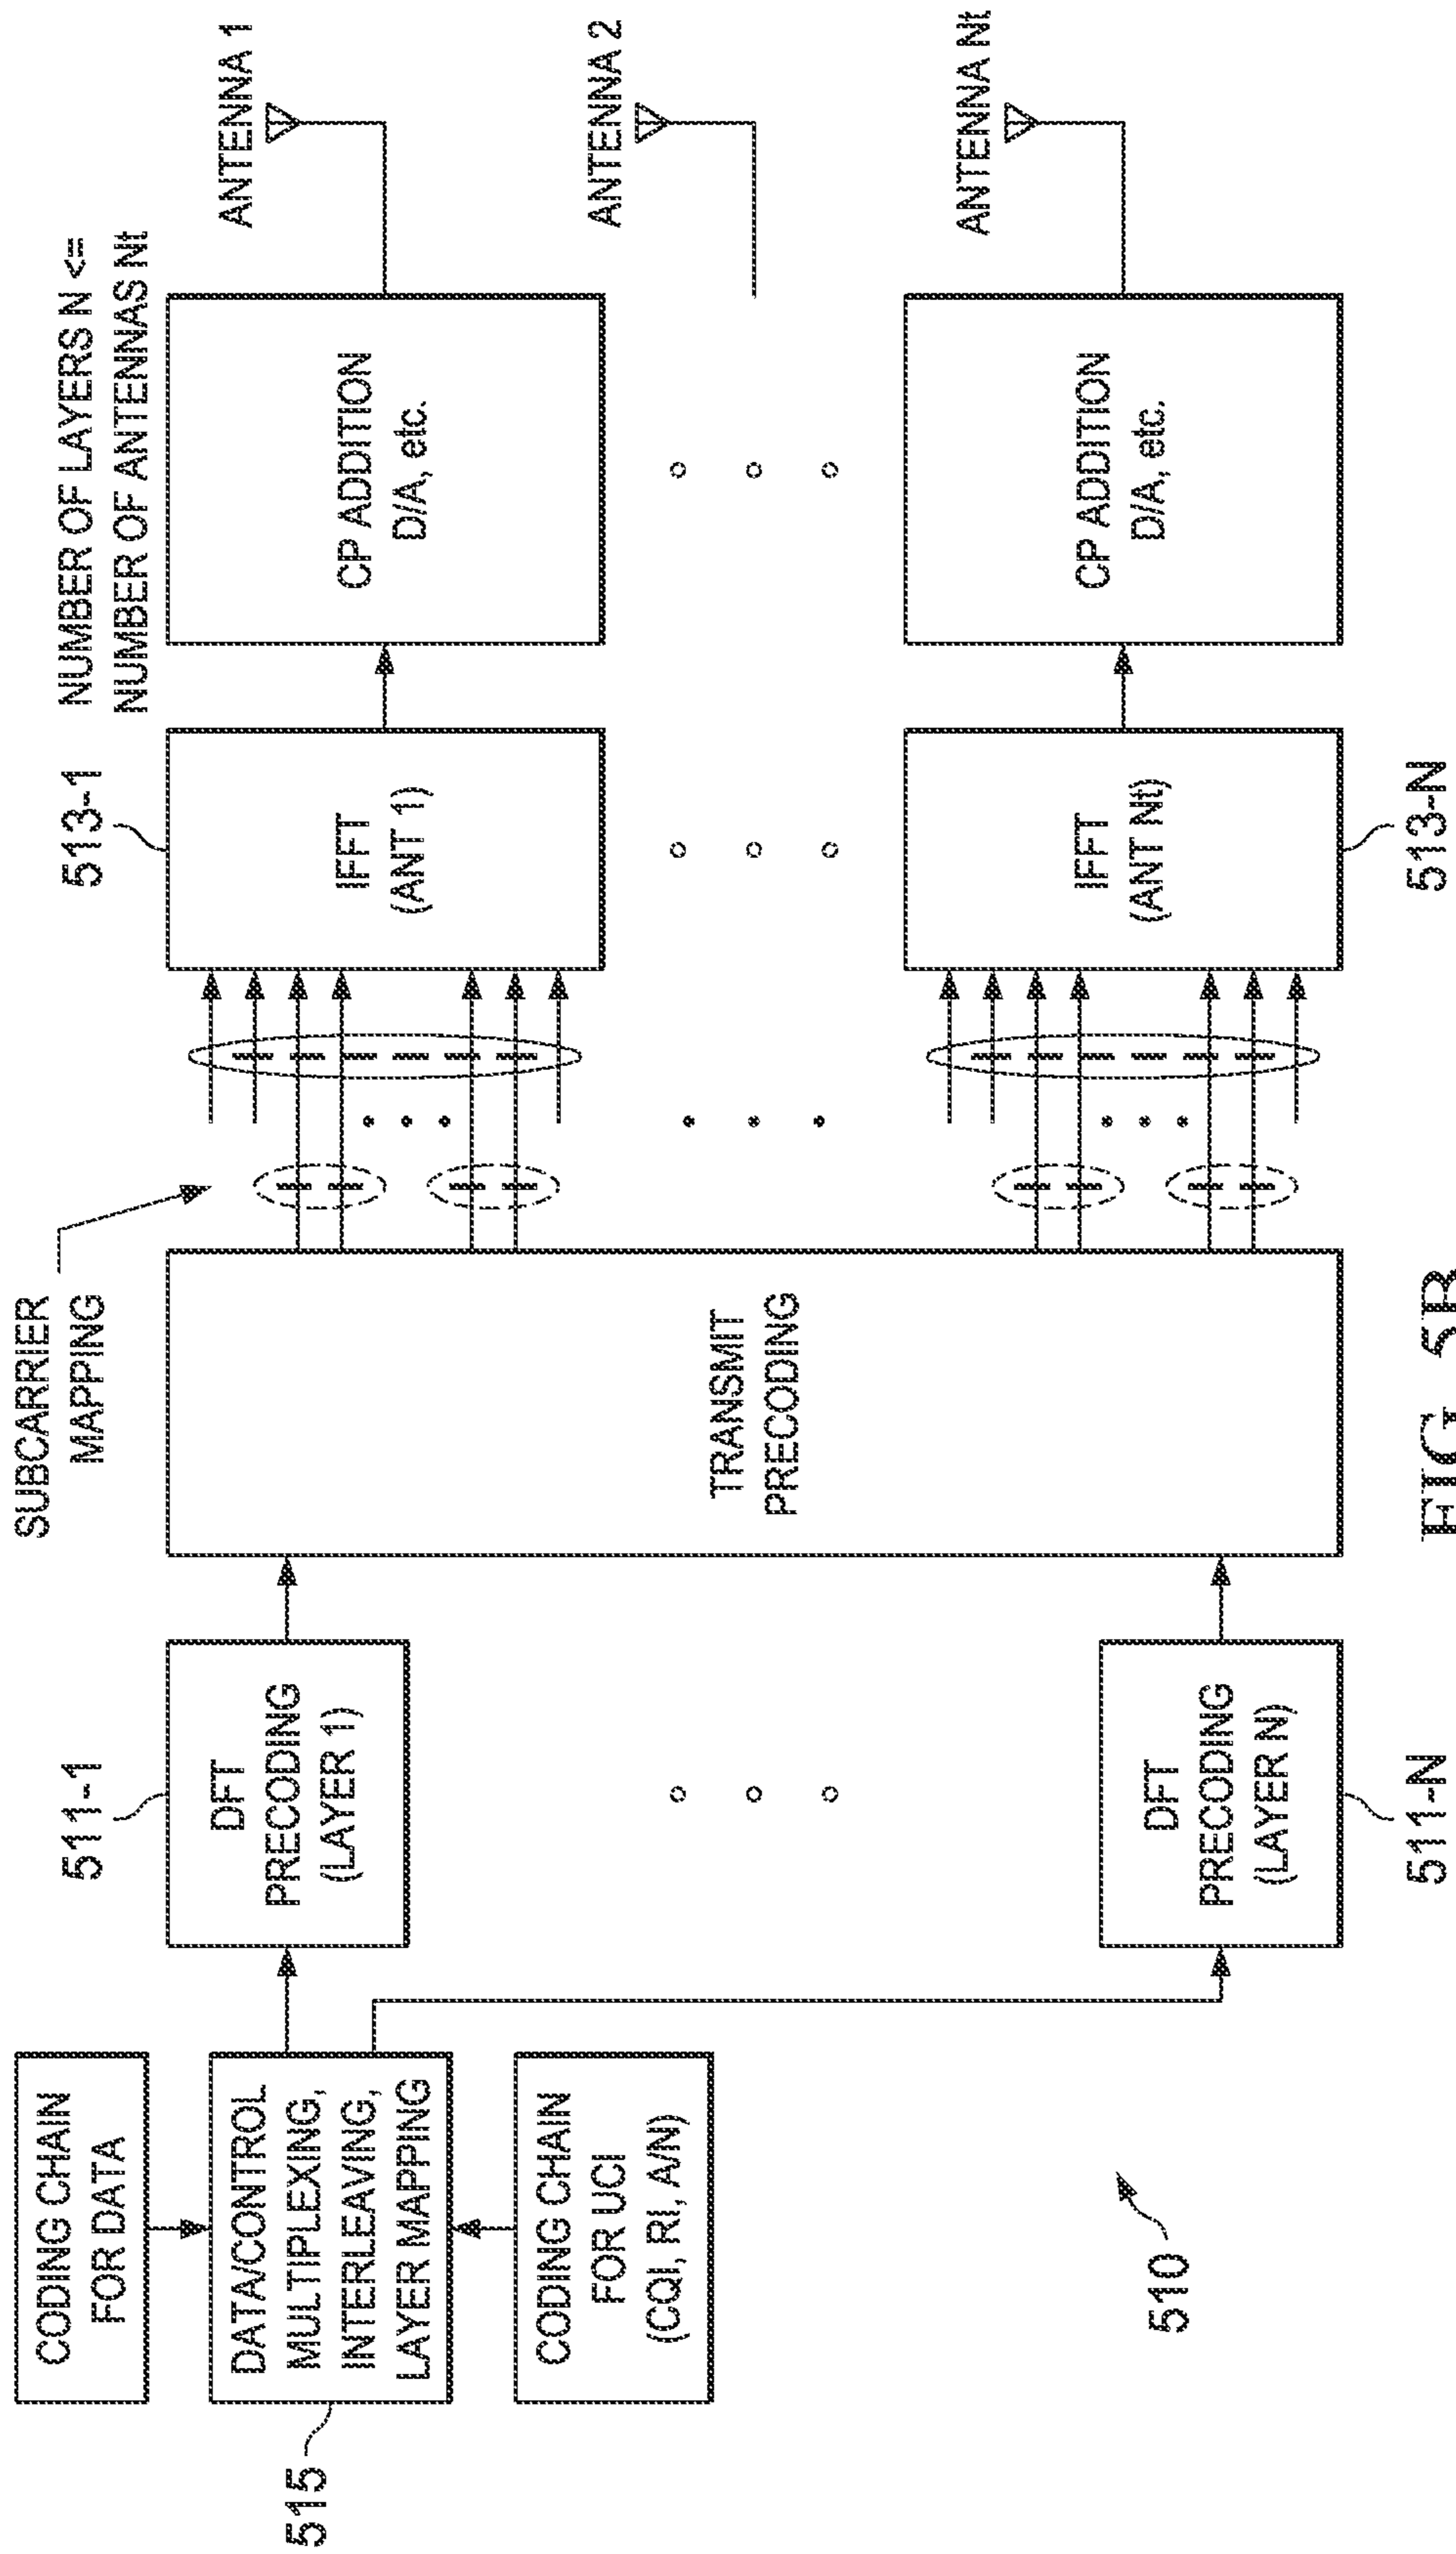 CODING CHAIN
FOR DATA
515
DATA/CONTROL
MULTIPLEXING,
INTERLEAVING,
LAYER MAPPING
CODING CHAIN
FOR UCI
(CQI, RI, A/N)
510
511-1
DFT
PRECODING
(LAYER 1)
DFT
PRECODING
(LAYER N)
511-N
SUBCARRIER
MAPPING
TRANSMIT
PRECODING
513-1
IFFT
(ANT 1)
IFFT
(ANT Nt)
513-N
NUMBER OF LAYERS N <=
NUMBER OF ANTENNAS Nt
CP ADDITION
D/A, etc.
CP ADDITION
D/A, etc.
ANTENNA 1
ANTENNA 2
ANTENNA Nt
FIG. 5B